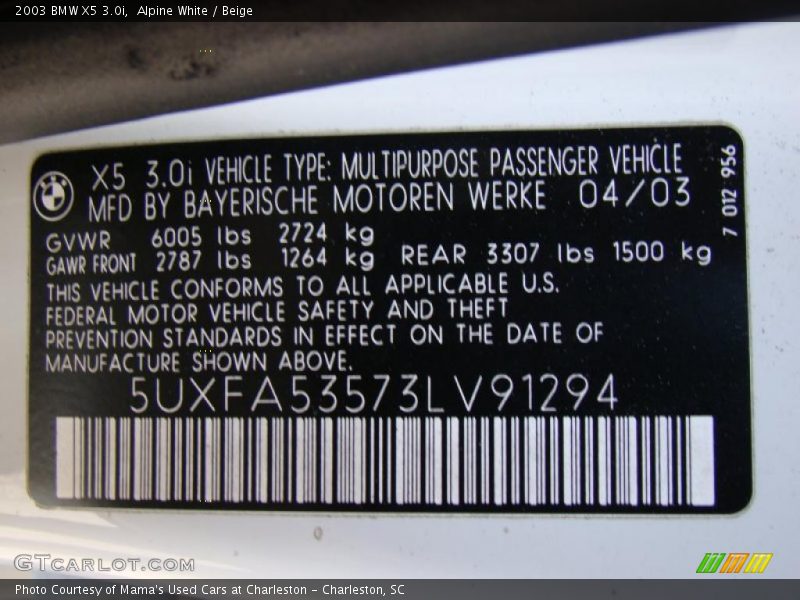 2003 BMW X5 3.0i,  Alpine White / Beige
X5 3.0i VEHICLE TYPE: MULTIPURPOSE PASSENGER VEHICLE
MFD BY BAYERISCHE MOTOREN WERKE 04/03
7 012 956
GVWR 6005 lbs 2724 kg
GAWR FRONT 2787 lbs 1264 kg REAR 3307 lbs 1500 kg
THIS VEHICLE CONFORMS TO ALL APPLICABLE U.S.
FEDERAL MOTOR VEHICLE SAFETY AND THEFT
PREVENTION STANDARDS IN EFFECT ON THE DATE OF
MANUFACTURE SHOWN ABOVE.
5UXFA53573LV91294
GTCARLOT.COM
Photo Courtesy of Mama's Used Cars at Charleston - Charleston, SC